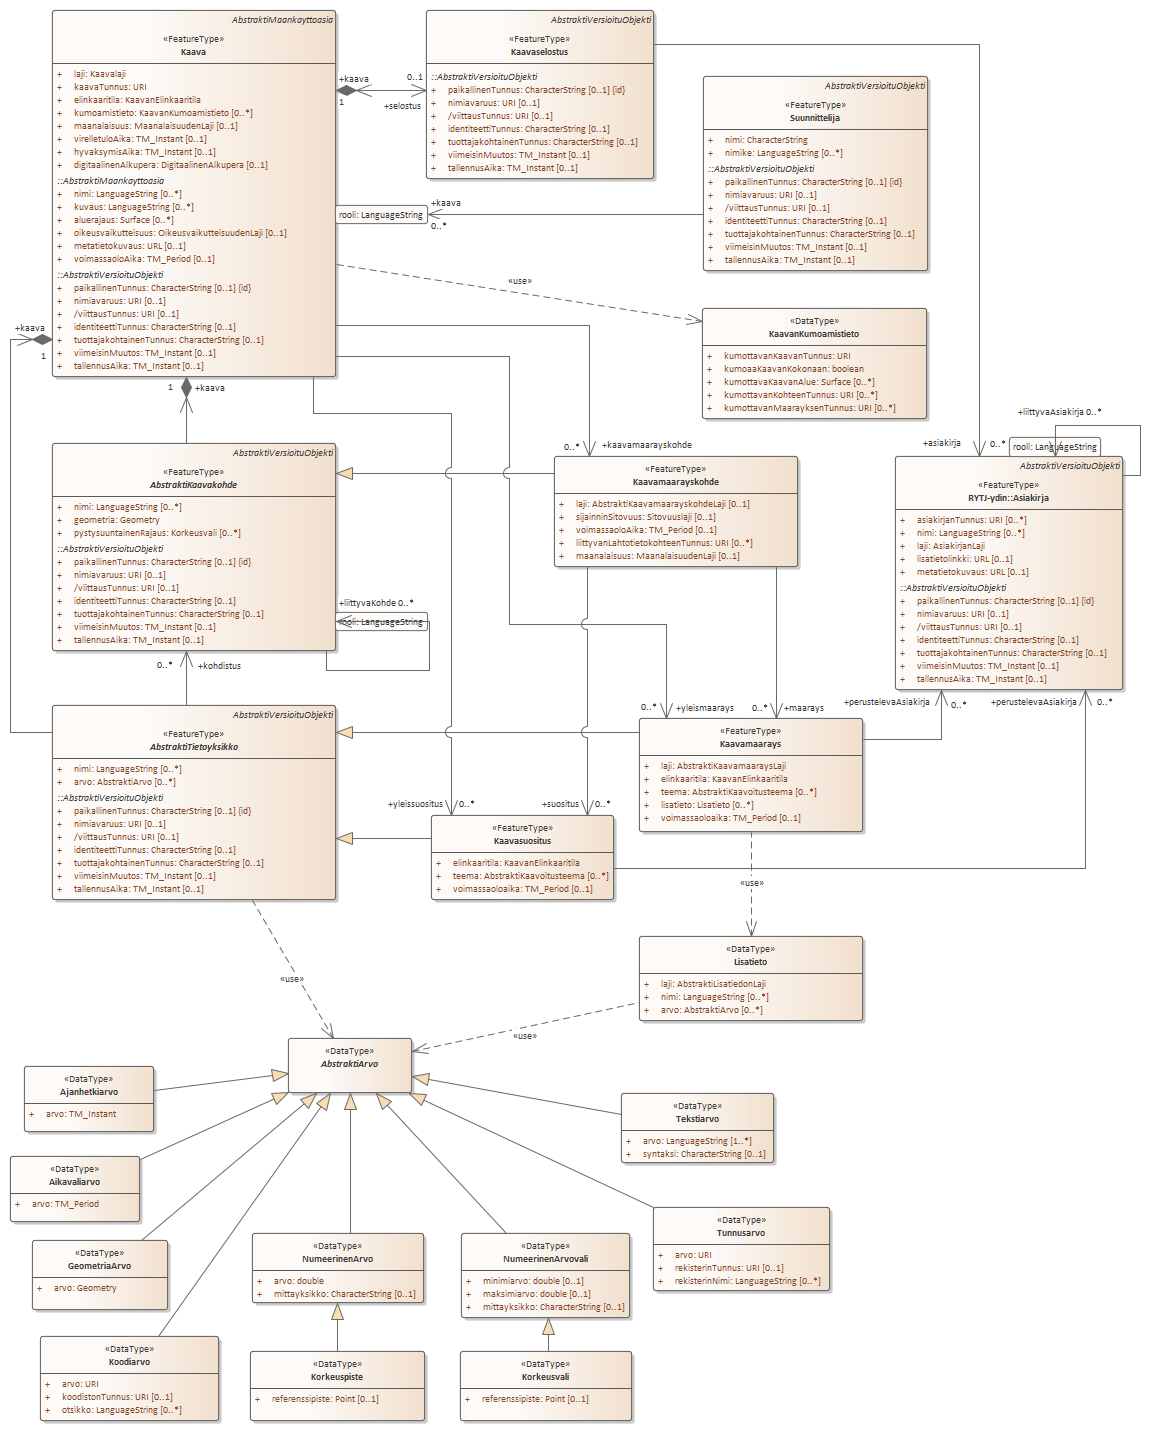 AbstraktiMaankayttoasia
«FeatureType»
Kaava
+ laji: Kaavalaji
+ kaavaTunnus: URI
+ elinkaaritila: KaavanElinkaaritila
+ kumoamistieto: KaavanKumoamistieto [0..*]
+ maanalaisuus: MaanalaisuudenLaji [0..1]
+ vireilletuloAika: TM_Instant [0..1]
+ hyvaksymisAika: TM_Instant [0..1]
+ digitaalinenAlkupera: DigitaalinenAlkupera [0..1]
::AbstraktiMaankayttoasia
+ nimi: LanguageString [0..*]
+ kuvaus: LanguageString [0..*]
+ aluerajaus: Surface [0..*]
+ oikeusvaikutteisuus: OikeusvaikutteisuudenLaji [0..1]
+ metatietokuvaus: URL [0..1]
+ voimassaoloAika: TM_Period [0..1]
::AbstraktiVersioituObjekti
+ paikallinenTunnus: CharacterString [0..1] {id}
+ nimiavaruus: URI [0..1]
+ /viittausTunnus: URI [0..1]
+ identiteettiTunnus: CharacterString [0..1]
+ tuottajakohtainenTunnus: CharacterString [0..1]
+ viimeisinMuutos: TM_Instant [0..1]
+ tallennusAika: TM_Instant [0..1]
+kaava
1
0..1
+selostus
AbstraktiVersioituObjekti
«FeatureType»
Kaavaselostus
::AbstraktiVersioituObjekti
+ paikallinenTunnus: CharacterString [0..1] {id}
+ nimiavaruus: URI [0..1]
+ /viittausTunnus: URI [0..1]
+ identiteettiTunnus: CharacterString [0..1]
+ tuottajakohtainenTunnus: CharacterString [0..1]
+ viimeisinMuutos: TM_Instant [0..1]
+ tallennusAika: TM_Instant [0..1]
AbstraktiVersioituObjekti
«FeatureType»
Suunnittelija
+ nimi: CharacterString
+ nimike: LanguageString [0..*]
::AbstraktiVersioituObjekti
+ paikallinenTunnus: CharacterString [0..1] {id}
+ nimiavaruus: URI [0..1]
+ /viittausTunnus: URI [0..1]
+ identiteettiTunnus: CharacterString [0..1]
+ tuottajakohtainenTunnus: CharacterString [0..1]
+ viimeisinMuutos: TM_Instant [0..1]
+ tallennusAika: TM_Instant [0..1]
rooli: LanguageString
+kaava
0..*
«use»
«DataType»
KaavanKumoamistieto
+ kumottavanKaavanTunnus: URI
+ kumoaaKaavanKokonaan: boolean
+ kumottavaKaavanAlue: Surface [0..*]
+ kumottavanKohteenTunnus: URI [0..*]
+ kumottavanMaarayksenTunnus: URI [0..*]
+kaava
1
1
+kaava
AbstraktiVersioituObjekti
«FeatureType»
AbstraktiKaavakohde
+ nimi: LanguageString [0..*]
+ geometria: Geometry
+ pystysuuntainenRajaus: Korkeusvali [0..*]
::AbstraktiVersioituObjekti
+ paikallinenTunnus: CharacterString [0..1] {id}
+ nimiavaruus: URI [0..1]
+ /viittausTunnus: URI [0..1]
+ identiteettiTunnus: CharacterString [0..1]
+ tuottajakohtainenTunnus: CharacterString [0..1]
+ viimeisinMuutos: TM_Instant [0..1]
+ tallennusAika: TM_Instant [0..1]
+liittyvaKohde 0..*
rooli: LanguageString
0..*
+kaavamaarayskohde
«FeatureType»
Kaavamaarayskohde
+ laji: AbstraktiKaavamaarayskohdeLaji [0..1]
+ sijainninSitovuus: Sitovuuslaji [0..1]
+ voimassaoloAika: TM_Period [0..1]
+ liittyvanLahtotietokohteenTunnus: URI [0..*]
+ maanalaisuus: MaanalaisuudenLaji [0..1]
+liittyvaAsiakirja 0..*
+asiakirja
0..*
rooli: LanguageString
AbstraktiVersioituObjekti
«FeatureType»
RYTJ-ydin::Asiakirja
+ asiakirjanTunnus: URI [0..*]
+ nimi: LanguageString [0..*]
+ laji: AsiakirjanLaji
+ lisatietolinkki: URL [0..1]
+ metatietokuvaus: URL [0..1]
::AbstraktiVersioituObjekti
+ paikallinenTunnus: CharacterString [0..1] {id}
+ nimiavaruus: URI [0..1]
+ /viittausTunnus: URI [0..1]
+ identiteettiTunnus: CharacterString [0..1]
+ tuottajakohtainenTunnus: CharacterString [0..1]
+ viimeisinMuutos: TM_Instant [0..1]
+ tallennusAika: TM_Instant [0..1]
0..*
+kohdistus
AbstraktiVersioituObjekti
«FeatureType»
AbstraktiTietoyksikko
+ nimi: LanguageString [0..*]
+ arvo: AbstraktiArvo [0..*]
::AbstraktiVersioituObjekti
+ paikallinenTunnus: CharacterString [0..1] {id}
+ nimiavaruus: URI [0..1]
+ /viittausTunnus: URI [0..1]
+ identiteettiTunnus: CharacterString [0..1]
+ tuottajakohtainenTunnus: CharacterString [0..1]
+ viimeisinMuutos: TM_Instant [0..1]
+ tallennusAika: TM_Instant [0..1]
0..*
+yleismaarays
0..*
+maarays
+perustelevaAsiakirja
0..*
+perustelevaAsiakirja
0..*
«FeatureType»
Kaavamaarays
+ laji: AbstraktiKaavamaaraysLaji
+ elinkaaritila: KaavanElinkaaritila
+ teema: AbstraktiKaavoitusteema [0..*]
+ lisatieto: Lisatieto [0..*]
+ voimassaoloaika: TM_Period [0..1]
+yleissuositus
0..*
+suositus
0..*
«FeatureType»
Kaavasuositus
+ elinkaaritila: KaavanElinkaaritila
+ teema: AbstraktiKaavoitusteema [0..*]
+ voimassaoloaika: TM_Period [0..1]
«use»
«DataType»
Lisatieto
+ laji: AbstraktiLisatiedonLaji
+ nimi: LanguageString [0..*]
+ arvo: AbstraktiArvo [0..*]
«use»
«use»
«DataType»
AbstraktiArvo
«DataType»
Ajanhetkiarvo
+ arvo: TM_Instant
«DataType»
Tekstiarvo
+ arvo: LanguageString [1..*]
+ syntaksi: CharacterString [0..1]
«DataType»
Aikavaliarvo
+ arvo: TM_Period
«DataType»
Tunnusarvo
+ arvo: URI
+ rekisterinTunnus: URI [0..1]
+ rekisterinNimi: LanguageString [0..*]
«DataType»
GeometriaArvo
+ arvo: Geometry
«DataType»
NumeerinenArvo
+ arvo: double
+ mittayksikko: CharacterString [0..1]
«DataType»
NumeerinenArvovali
+ minimiarvo: double [0..1]
+ maksimiarvo: double [0..1]
+ mittayksikko: CharacterString [0..1]
«DataType»
Koodiarvo
+ arvo: URI
+ koodistonTunnus: URI [0..1]
+ otsikko: LanguageString [0..*]
«DataType»
Korkeuspiste
+ referenssipiste: Point [0..1]
«DataType»
Korkeusvali
+ referenssipiste: Point [0..1]